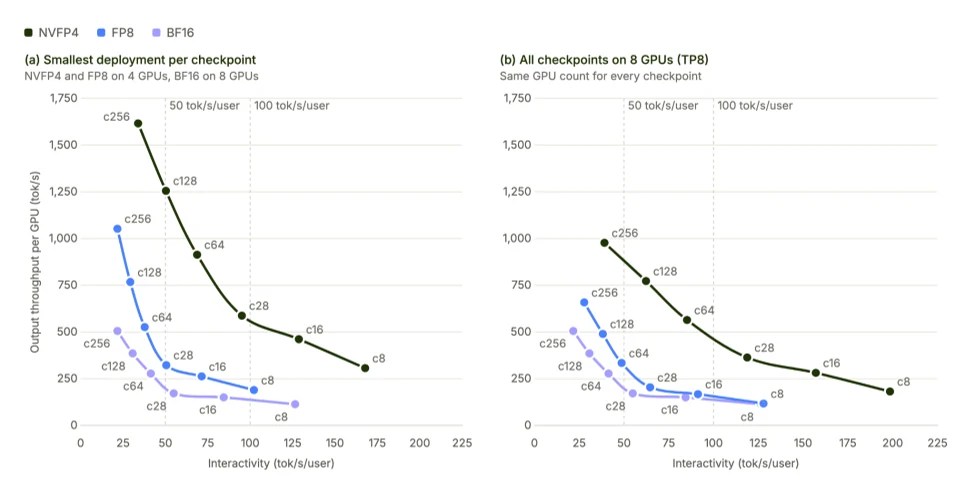 NVFP4 FP8 BF16
(a) Smallest deployment per checkpoint
NVFP4 and FP8 on 4 GPUs, BF16 on 8 GPUs
1,750
1,500
1,250
1,000
750
500
250
0
Output throughput per GPU (tok/s)
50 tok/s/user
100 tok/s/user
c256
c128
c64
c28
c16
c8
c256
c128
c64
c28
c16
c8
c256
c128
c64
c28
c16
c8
0 25 50 75 100 125 150 175 200 225
Interactivity (tok/s/user)
(b) All checkpoints on 8 GPUs (TP8)
Same GPU count for every checkpoint
1,750
1,500
1,250
1,000
750
500
250
0
50 tok/s/user
100 tok/s/user
c256
c128
c64
c28
c16
c8
c256
c128
c64
c28
c16
c8
c256
c128
c64
c28
c16
c8
0 25 50 75 100 125 150 175 200 225
Interactivity (tok/s/user)